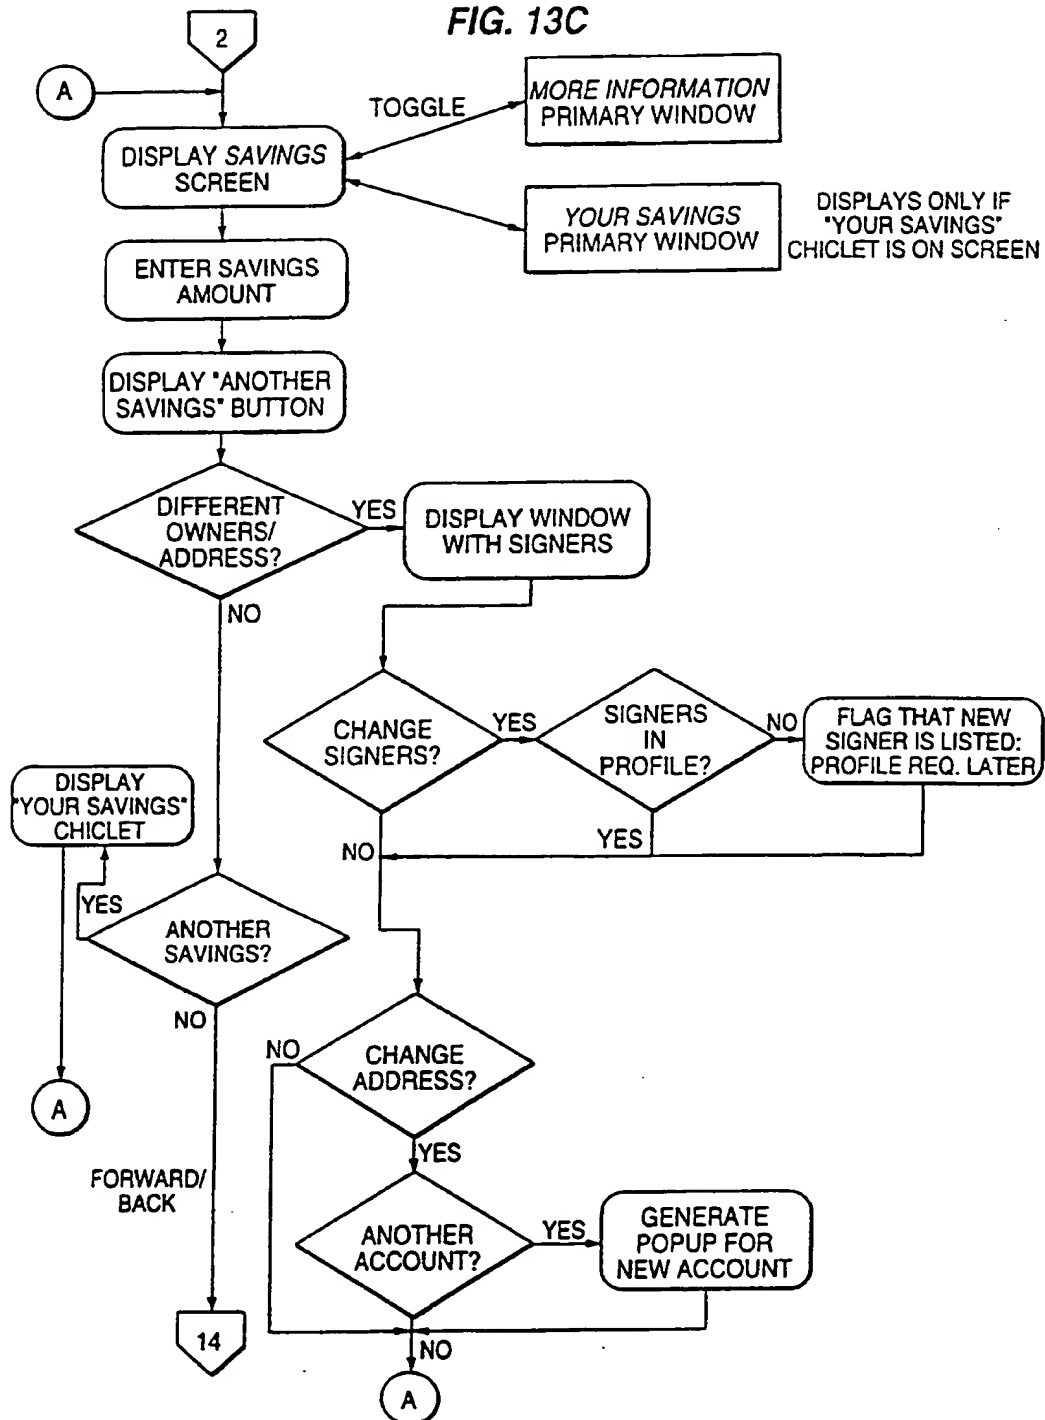 FIG. 13C
2
A
TOGGLE
MORE INFORMATION
PRIMARY WINDOW
DISPLAY SAVINGS
SCREEN
YOUR SAVINGS
PRIMARY WINDOW
DISPLAYS ONLY IF
"YOUR SAVINGS"
CHICLET IS ON SCREEN
ENTER SAVINGS
AMOUNT
DISPLAY "ANOTHER
SAVINGS" BUTTON
DIFFERENT
OWNERS/
ADDRESS?
YES
DISPLAY WINDOW
WITH SIGNERS
NO
CHANGE
SIGNERS?
YES
SIGNERS
IN
PROFILE?
NO
FLAG THAT NEW
SIGNER IS LISTED:
PROFILE REQ. LATER
YES
NO
DISPLAY
"YOUR SAVINGS"
CHICLET
YES
ANOTHER
SAVINGS?
NO
A
FORWARD/
BACK
14
CHANGE
ADDRESS?
NO
YES
ANOTHER
ACCOUNT?
YES
GENERATE
POPUP FOR
NEW ACCOUNT
NO
A